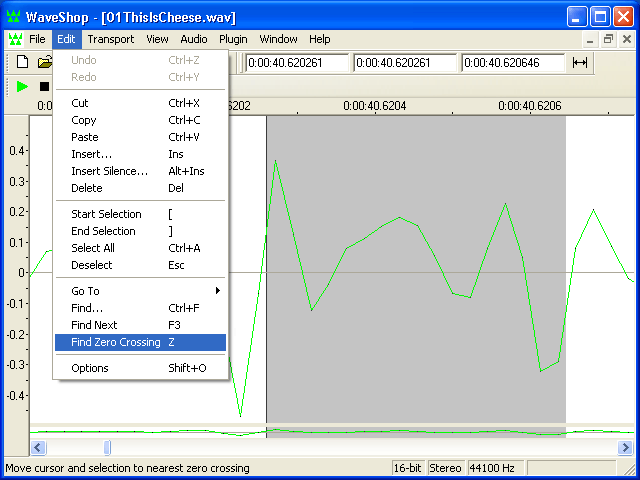 WaveShop - [01ThisIsCheese.wav]
File Edit Transport View Audio Plugin Window Help
0:00:40.620261 0:00:40.620261 0:00:40.620646
6202 0:00:40.6204 0:00:40.6206
Undo Ctrl+Z
Redo Ctrl+Y
Cut Ctrl+X
Copy Ctrl+C
Paste Ctrl+V
Insert... Ins
Insert Silence... Alt+Ins
Delete Del
Start Selection [
End Selection ]
Select All Ctrl+A
Deselect Esc
Go To
Find... Ctrl+F
Find Next F3
Find Zero Crossing Z
Options Shift+O
0.4
0.3
0.2
0.1
0
-0.1
-0.2
-0.3
-0.4
Move cursor and selection to nearest zero crossing 16-bit Stereo 44100 Hz